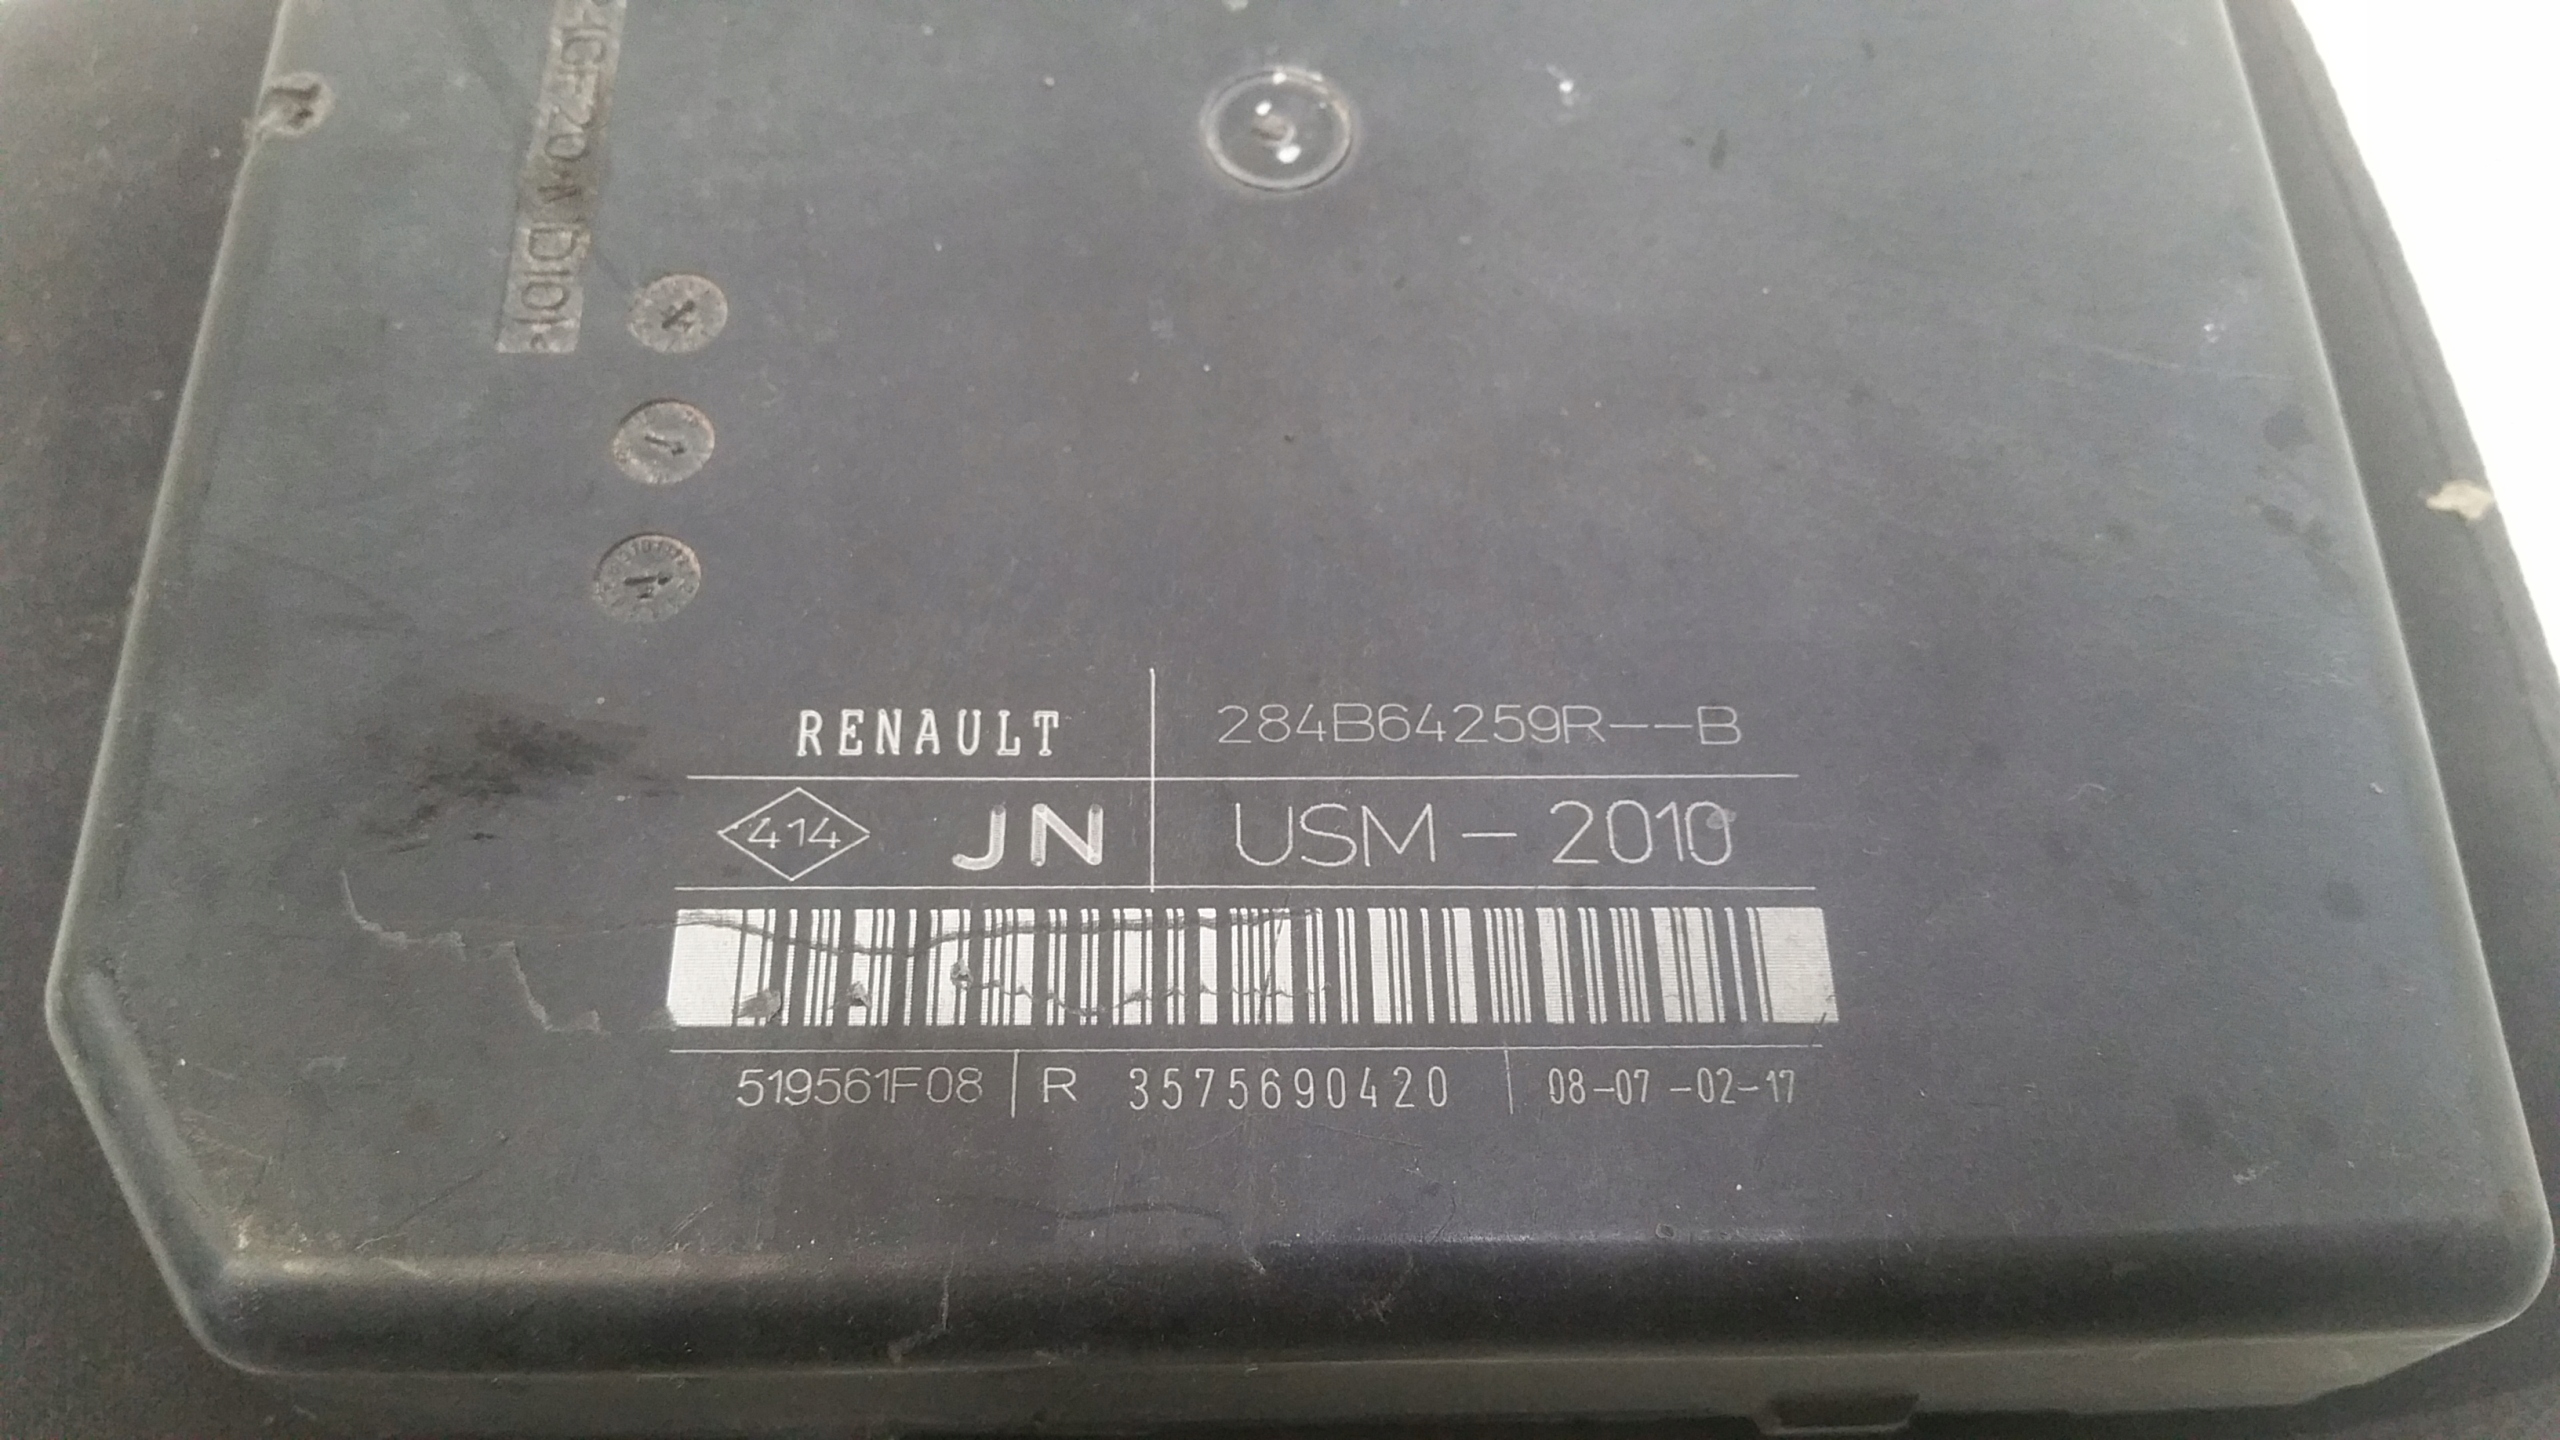 RENAULT 284B64259R--B
414 JN USM - 2010
519561F08 R 3575690420 08-07 -02-17